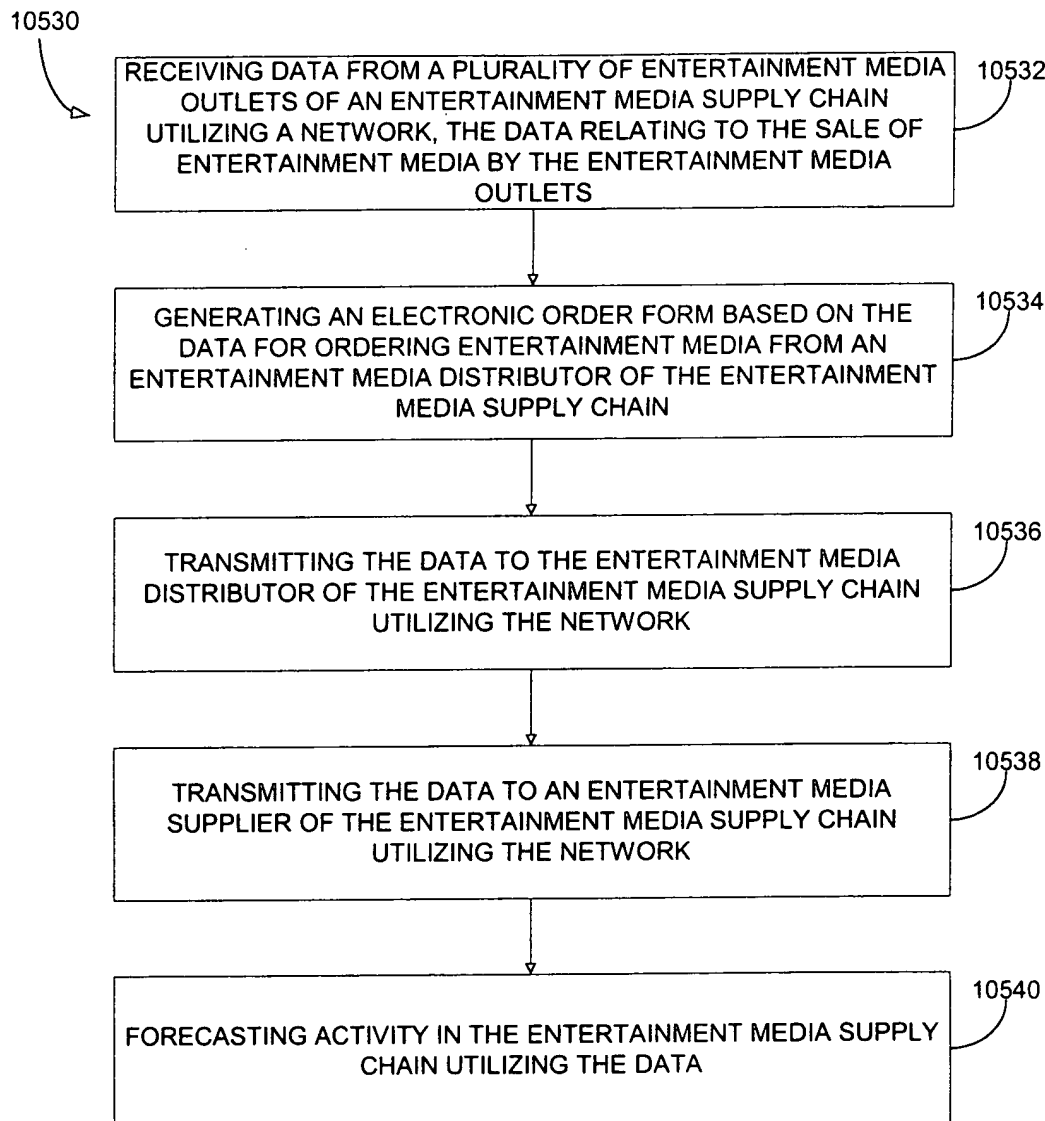 10530
RECEIVING DATA FROM A PLURALITY OF ENTERTAINMENT MEDIA
OUTLETS OF AN ENTERTAINMENT MEDIA SUPPLY CHAIN
UTILIZING A NETWORK, THE DATA RELATING TO THE SALE OF
ENTERTAINMENT MEDIA BY THE ENTERTAINMENT MEDIA
OUTLETS
10532
GENERATING AN ELECTRONIC ORDER FORM BASED ON THE
DATA FOR ORDERING ENTERTAINMENT MEDIA FROM AN
ENTERTAINMENT MEDIA DISTRIBUTOR OF THE ENTERTAINMENT
MEDIA SUPPLY CHAIN
10534
TRANSMITTING THE DATA TO THE ENTERTAINMENT MEDIA
DISTRIBUTOR OF THE ENTERTAINMENT MEDIA SUPPLY CHAIN
UTILIZING THE NETWORK
10536
TRANSMITTING THE DATA TO AN ENTERTAINMENT MEDIA
SUPPLIER OF THE ENTERTAINMENT MEDIA SUPPLY CHAIN
UTILIZING THE NETWORK
10538
FORECASTING ACTIVITY IN THE ENTERTAINMENT MEDIA SUPPLY
CHAIN UTILIZING THE DATA
10540